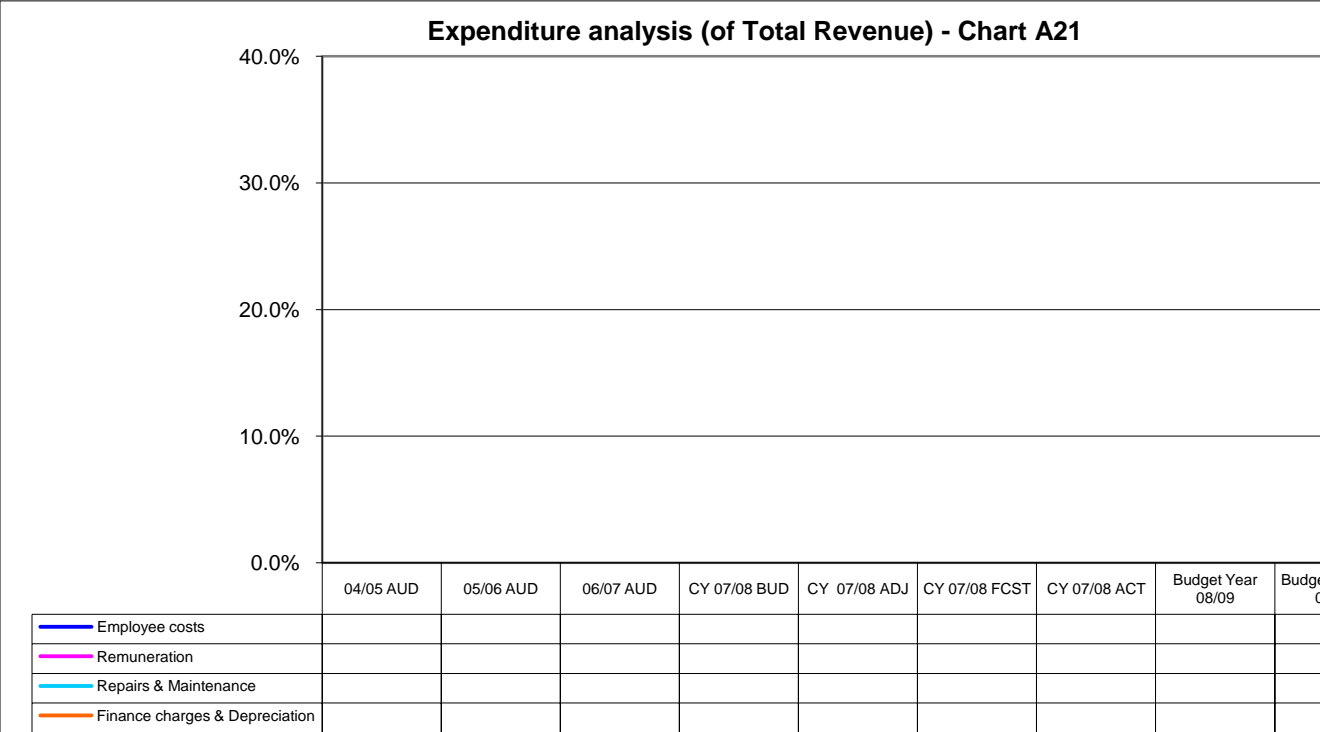 Expenditure analysis (of Total Revenue) - Chart A21
40.0%
30.0%
20.0%
10.0%
0.0%
04/05 AUD 05/06 AUD 06/07 AUD CY 07/08 BUD CY 07/08 ADJ CY 07/08 FCST CY 07/08 ACT Budget Year
08/09
Employee costs
Remuneration
Repairs & Maintenance
Finance charges & Depreciation